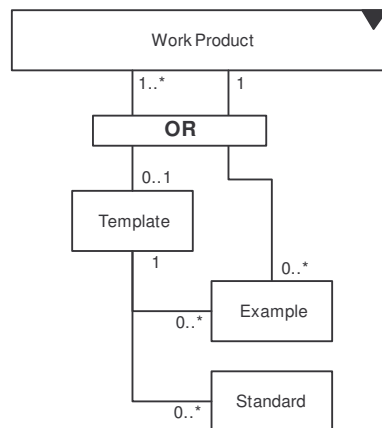 Work Product
1..* 1
OR
0..1
Template
1
0..*
Example
0..*
Standard
0..*